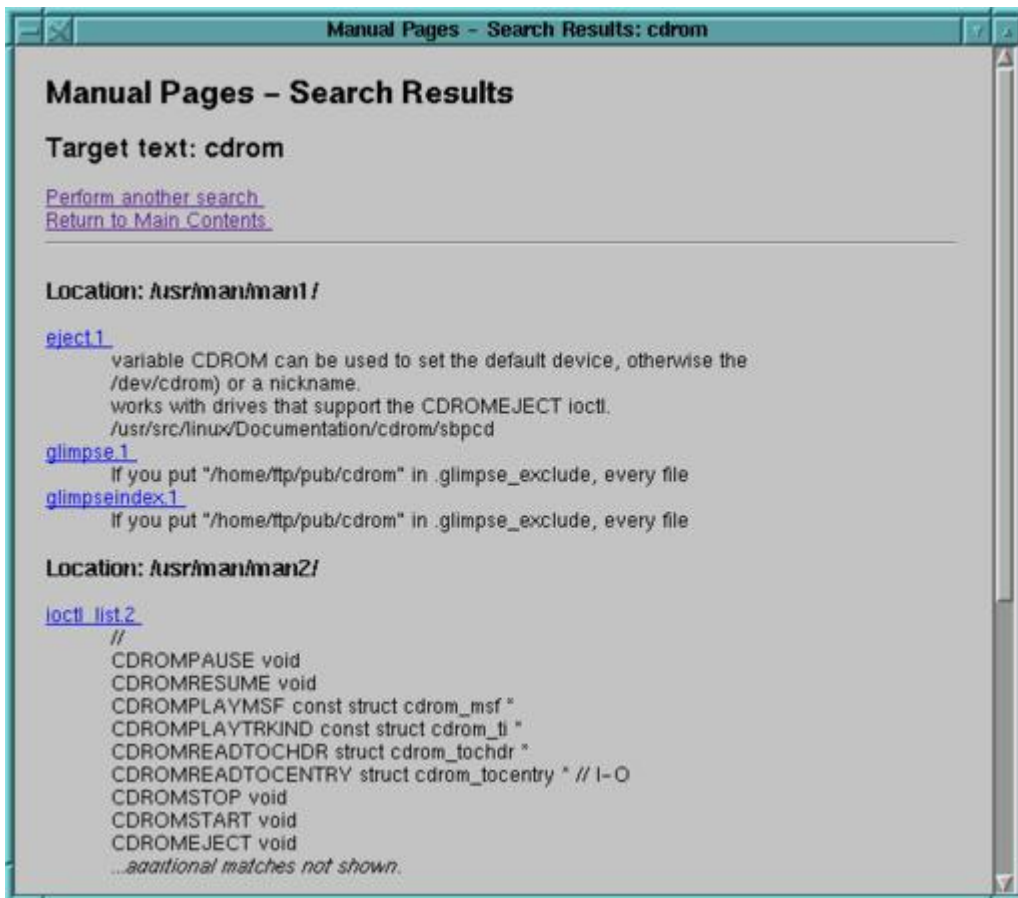 Manual Pages – Search Results: cdrom
Manual Pages – Search Results
Target text: cdrom
Perform another search
Return to Main Contents
Location: /usr/man/man1/
eject.1
variable CDROM can be used to set the default device, otherwise the
/dev/cdrom) or a nickname.
works with drives that support the CDROMEJECT ioctl.
/usr/src/linux/Documentation/cdrom/sbpcd
glimpse.1
If you put "/home/ftp/pub/cdrom" in .glimpse_exclude, every file
glimpseindex.1
If you put "/home/ftp/pub/cdrom" in .glimpse_exclude, every file
Location: /usr/man/man2/
ioctl_list.2
//
CDROMPAUSE void
CDROMRESUME void
CDROMPLAYMSF const struct cdrom_msf *
CDROMPLAYTRKIND const struct cdrom_ti *
CDROMREADTOCHDR struct cdrom_tochdr *
CDROMREADTOCENTRY struct cdrom_tocentry * // I-O
CDROMSTOP void
CDROMSTART void
CDROMEJECT void
...additional matches not shown.